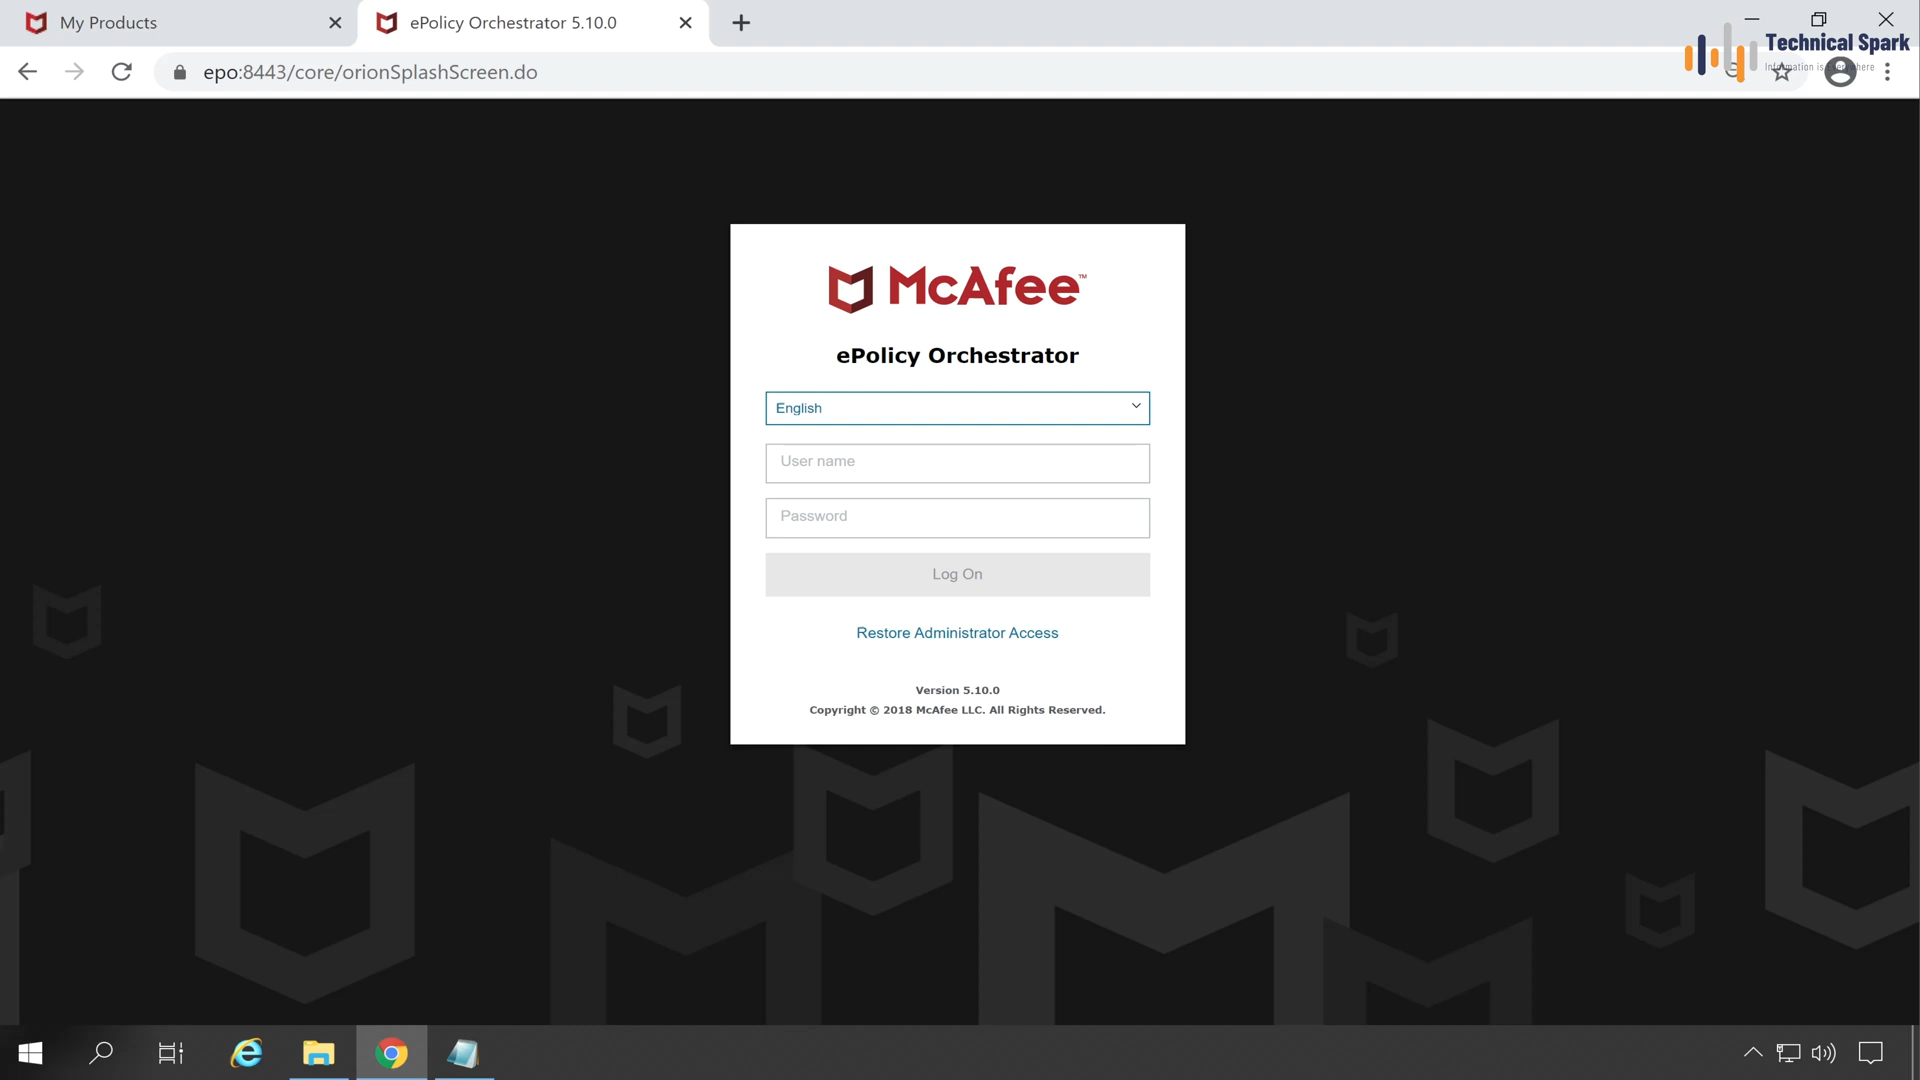 My Products
ePolicy Orchestrator 5.10.0
Technical Spark
epo:8443/core/orionSplashScreen.do
McAfee™
ePolicy Orchestrator
English
User name
Password
Log On
Restore Administrator Access
Version 5.10.0
Copyright © 2018 McAfee LLC. All Rights Reserved.